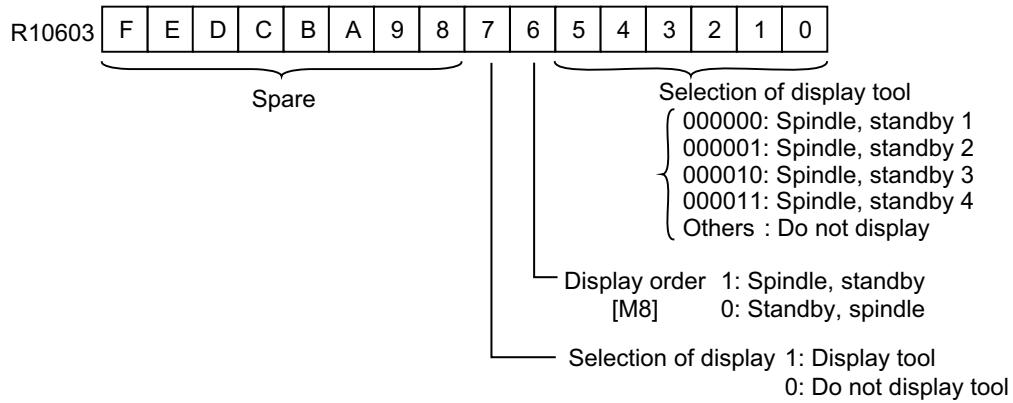 R10603 F E D C B A 9 8 7 6 5 4 3 2 1 0
Spare
Selection of display tool
000000: Spindle, standby 1
000001: Spindle, standby 2
000010: Spindle, standby 3
000011: Spindle, standby 4
Others : Do not display
Display order 1: Spindle, standby
[M8] 0: Standby, spindle
Selection of display 1: Display tool
0: Do not display tool